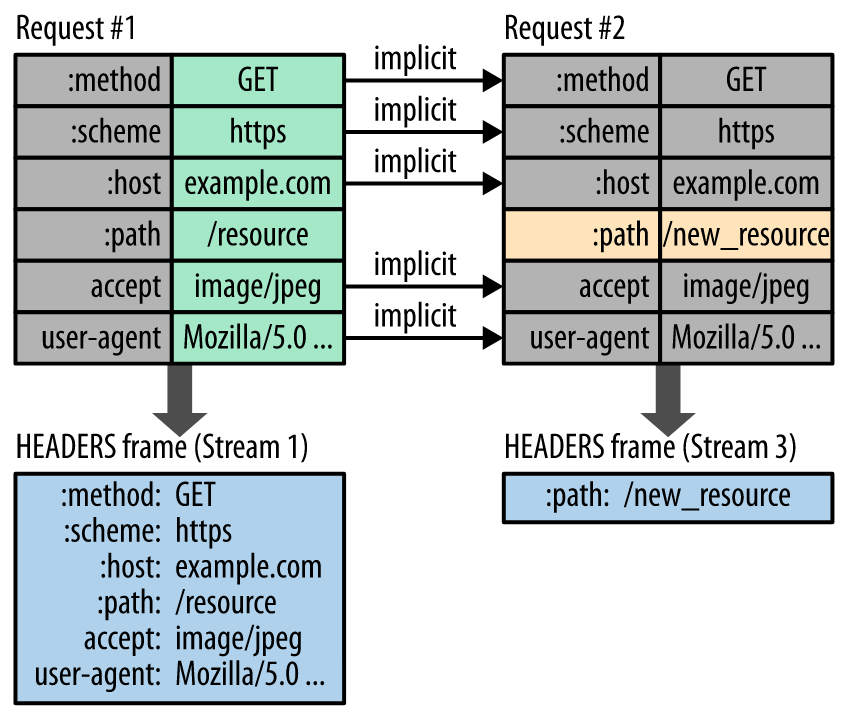 Request #1
:method GET
:scheme https
:host example.com
:path /resource
accept image/jpeg
user-agent Mozilla/5.0 ...
implicit
implicit
implicit
implicit
implicit
Request #2
:method GET
:scheme https
:host example.com
:path /new_resource
accept image/jpeg
user-agent Mozilla/5.0 ...
HEADERS frame (Stream 1)
:method: GET
:scheme: https
:host: example.com
:path: /resource
accept: image/jpeg
user-agent: Mozilla/5.0 ...
HEADERS frame (Stream 3)
:path: /new_resource